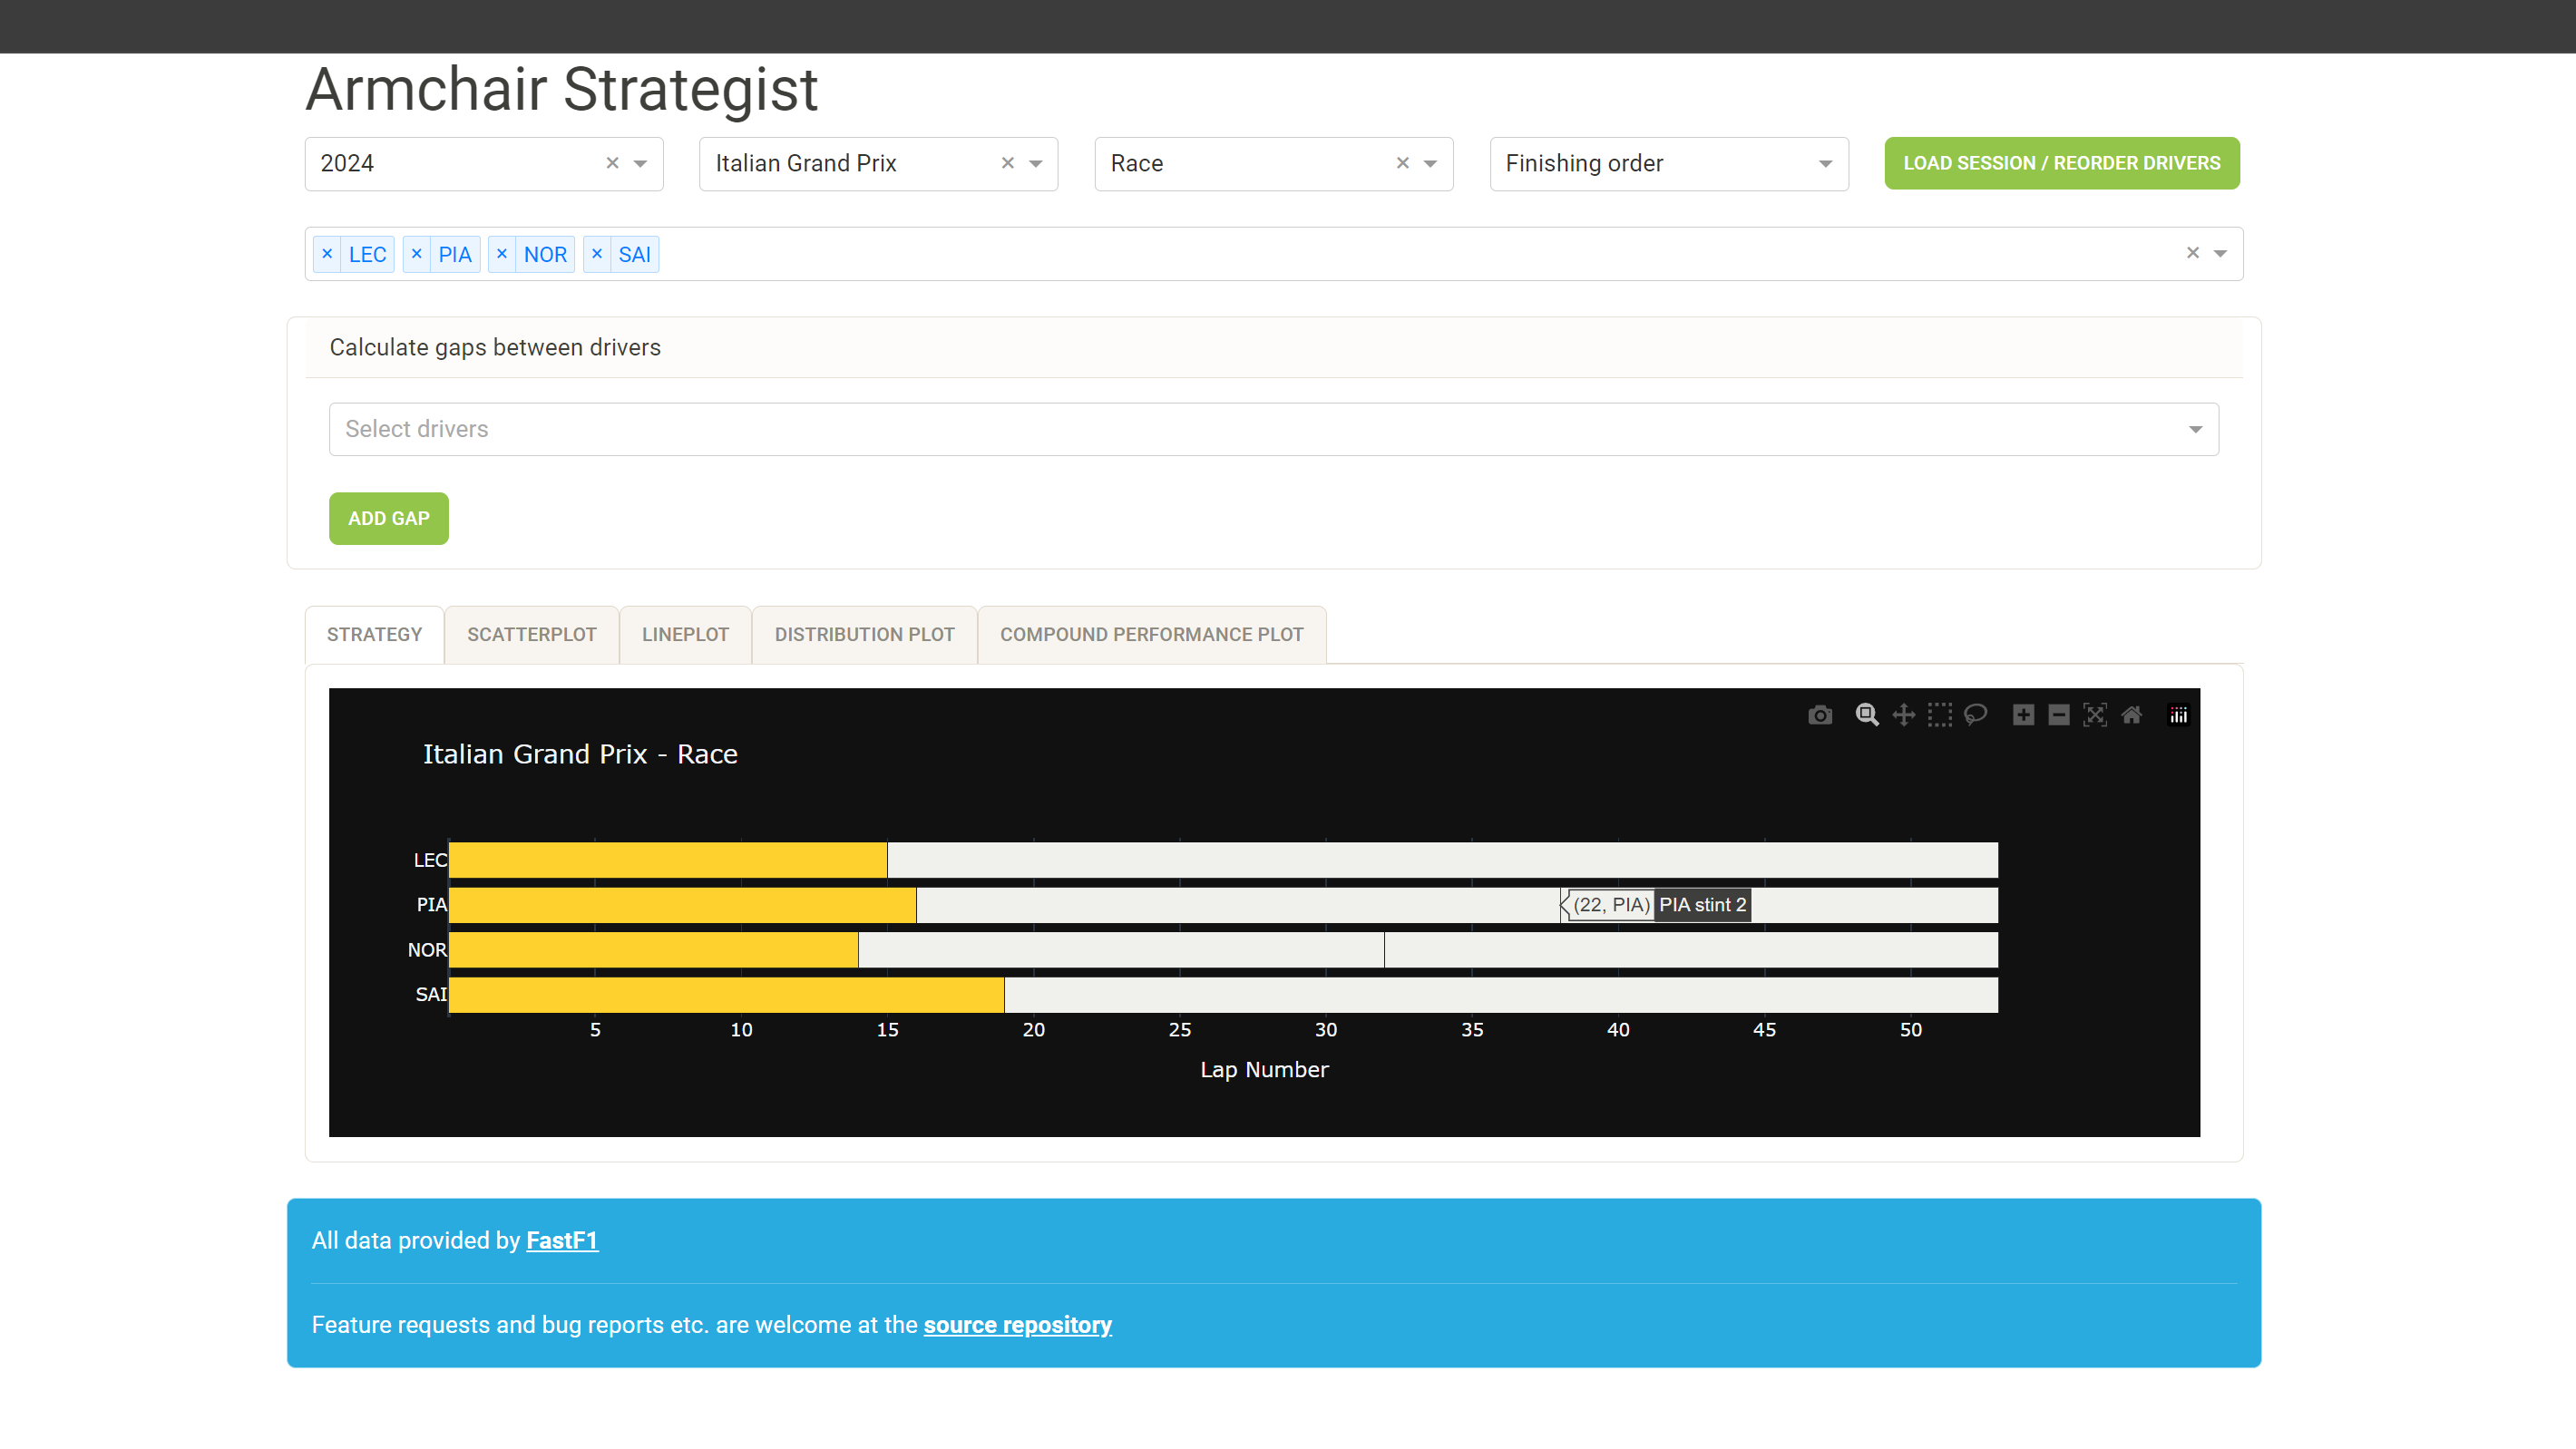 Armchair Strategist
2024 × Italian Grand Prix × Race × Finishing order LOAD SESSION / REORDER DRIVERS
× LEC × PIA × NOR × SAI ×
Calculate gaps between drivers
Select drivers
ADD GAP
STRATEGY SCATTERPLOT LINEPLOT DISTRIBUTION PLOT COMPOUND PERFORMANCE PLOT
Italian Grand Prix - Race
LEC
PIA (22, PIA) PIA stint 2
NOR
SAI
5 10 15 20 25 30 35 40 45 50
Lap Number
All data provided by FastF1
Feature requests and bug reports etc. are welcome at the source repository